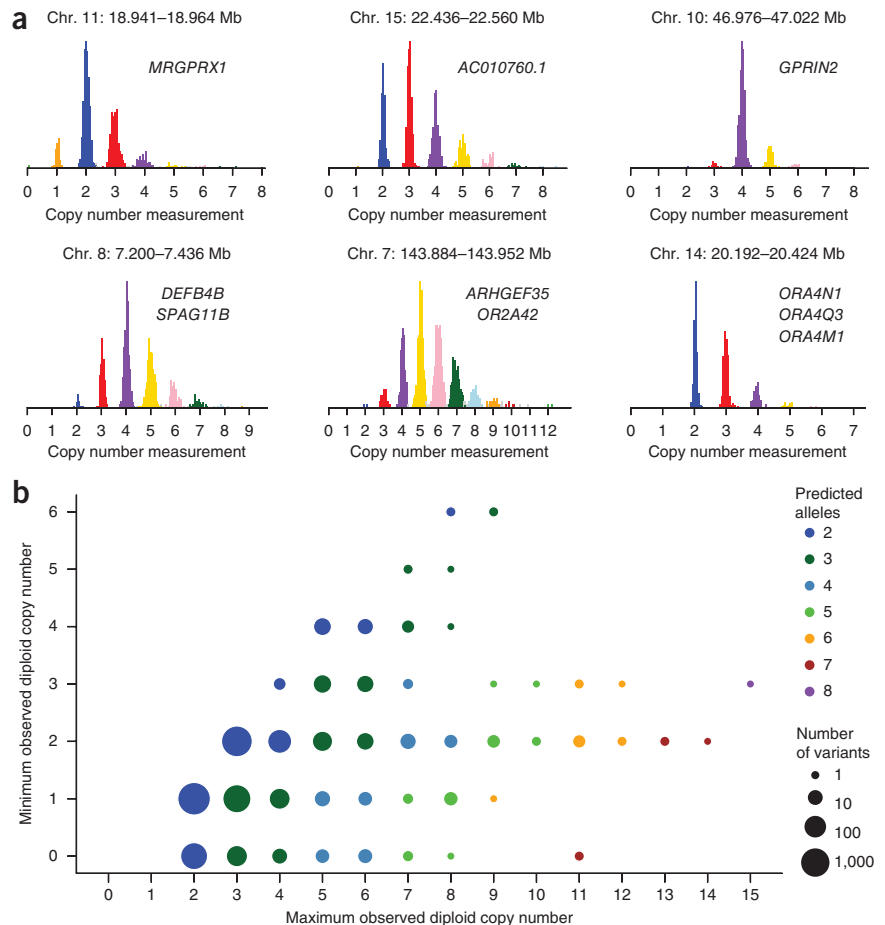 a
Chr. 11: 18.941–18.964 Mb
MRGPRX1
0 1 2 3 4 5 6 7 8
Copy number measurement
Chr. 15: 22.436–22.560 Mb
AC010760.1
0 1 2 3 4 5 6 7 8
Copy number measurement
Chr. 10: 46.976–47.022 Mb
GPRIN2
0 1 2 3 4 5 6 7 8
Copy number measurement
Chr. 8: 7.200–7.436 Mb
DEFB4B
SPAG11B
0 1 2 3 4 5 6 7 8 9
Copy number measurement
Chr. 7: 143.884–143.952 Mb
ARHGEF35
OR2A42
0 1 2 3 4 5 6 7 8 9 10 11 12
Copy number measurement
Chr. 14: 20.192–20.424 Mb
ORA4N1
ORA4Q3
ORA4M1
0 1 2 3 4 5 6 7
Copy number measurement
b
Minimum observed diploid copy number
6
5
4
3
2
1
0
0 1 2 3 4 5 6 7 8 9 10 11 12 13 14 15
Maximum observed diploid copy number
Predicted
alleles
2
3
4
5
6
7
8
Number
of variants
1
10
100
1,000